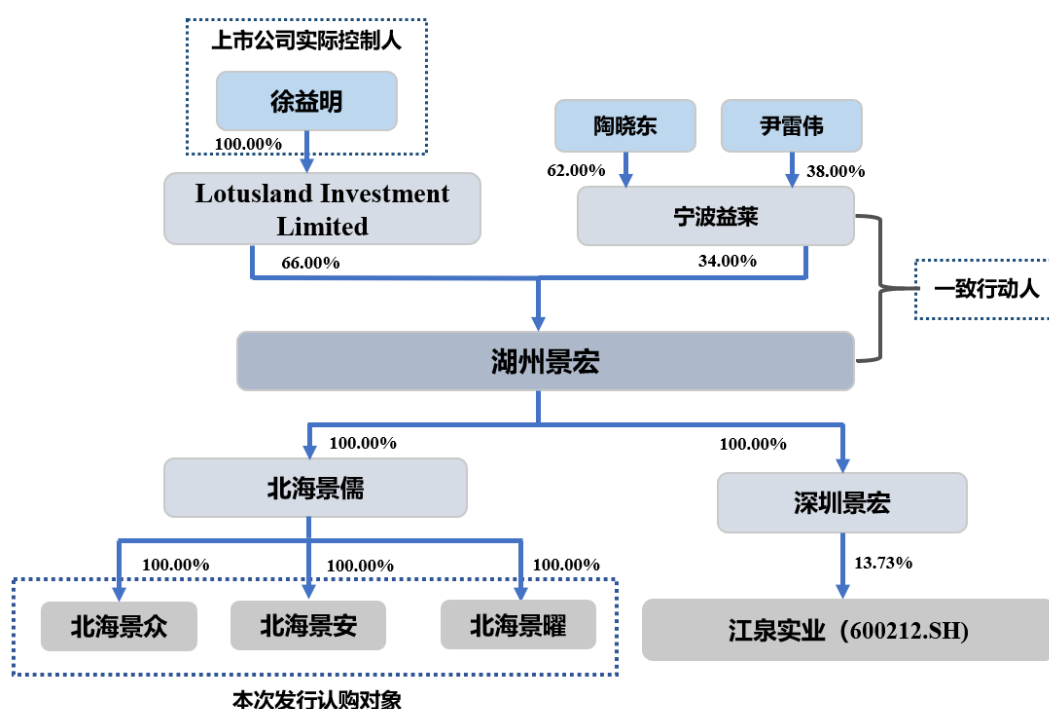 上市公司实际控制人
徐益明
陶晓东
尹雷伟
100.00%
62.00%
38.00%
Lotusland Investment
Limited
宁波益莱
66.00%
34.00%
一致行动人
湖州景宏
100.00%
100.00%
北海景儒
深圳景宏
100.00%
100.00%
100.00%
13.73%
北海景众
北海景安
北海景曜
江泉实业（600212.SH)
本次发行认购对象